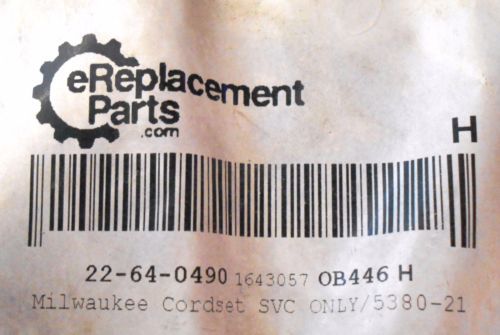 eReplacement
Parts
.com
H
22-64-0490 1643057 OB446 H
Milwaukee Cordset SVC ONLY/5380-21